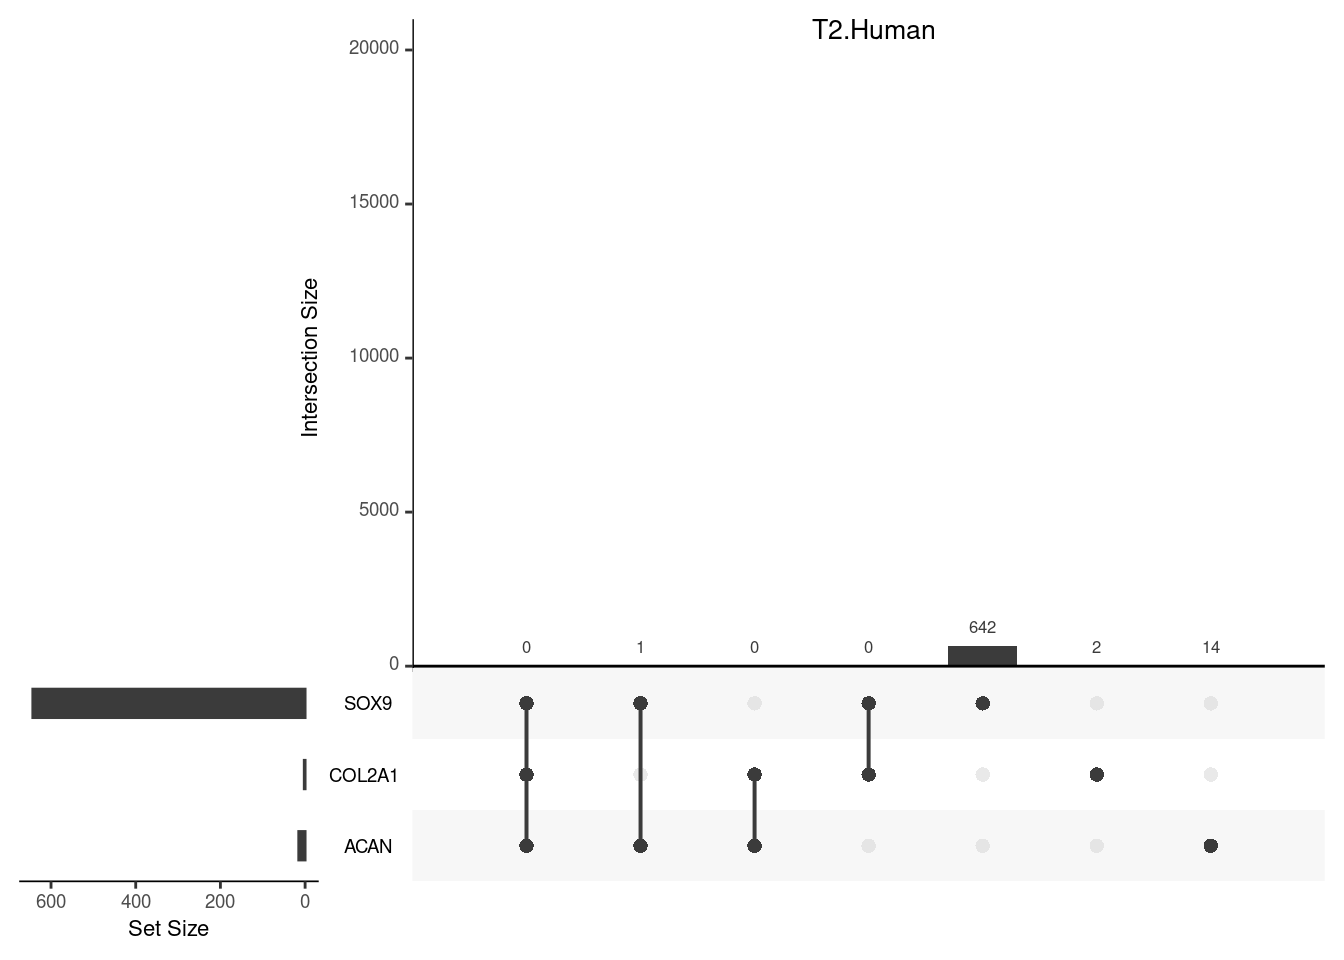 T2.Human
20000
15000
10000
5000
0
Intersection Size
0 1 0 0 642 2 14
SOX9
COL2A1
ACAN
600 400 200 0
Set Size